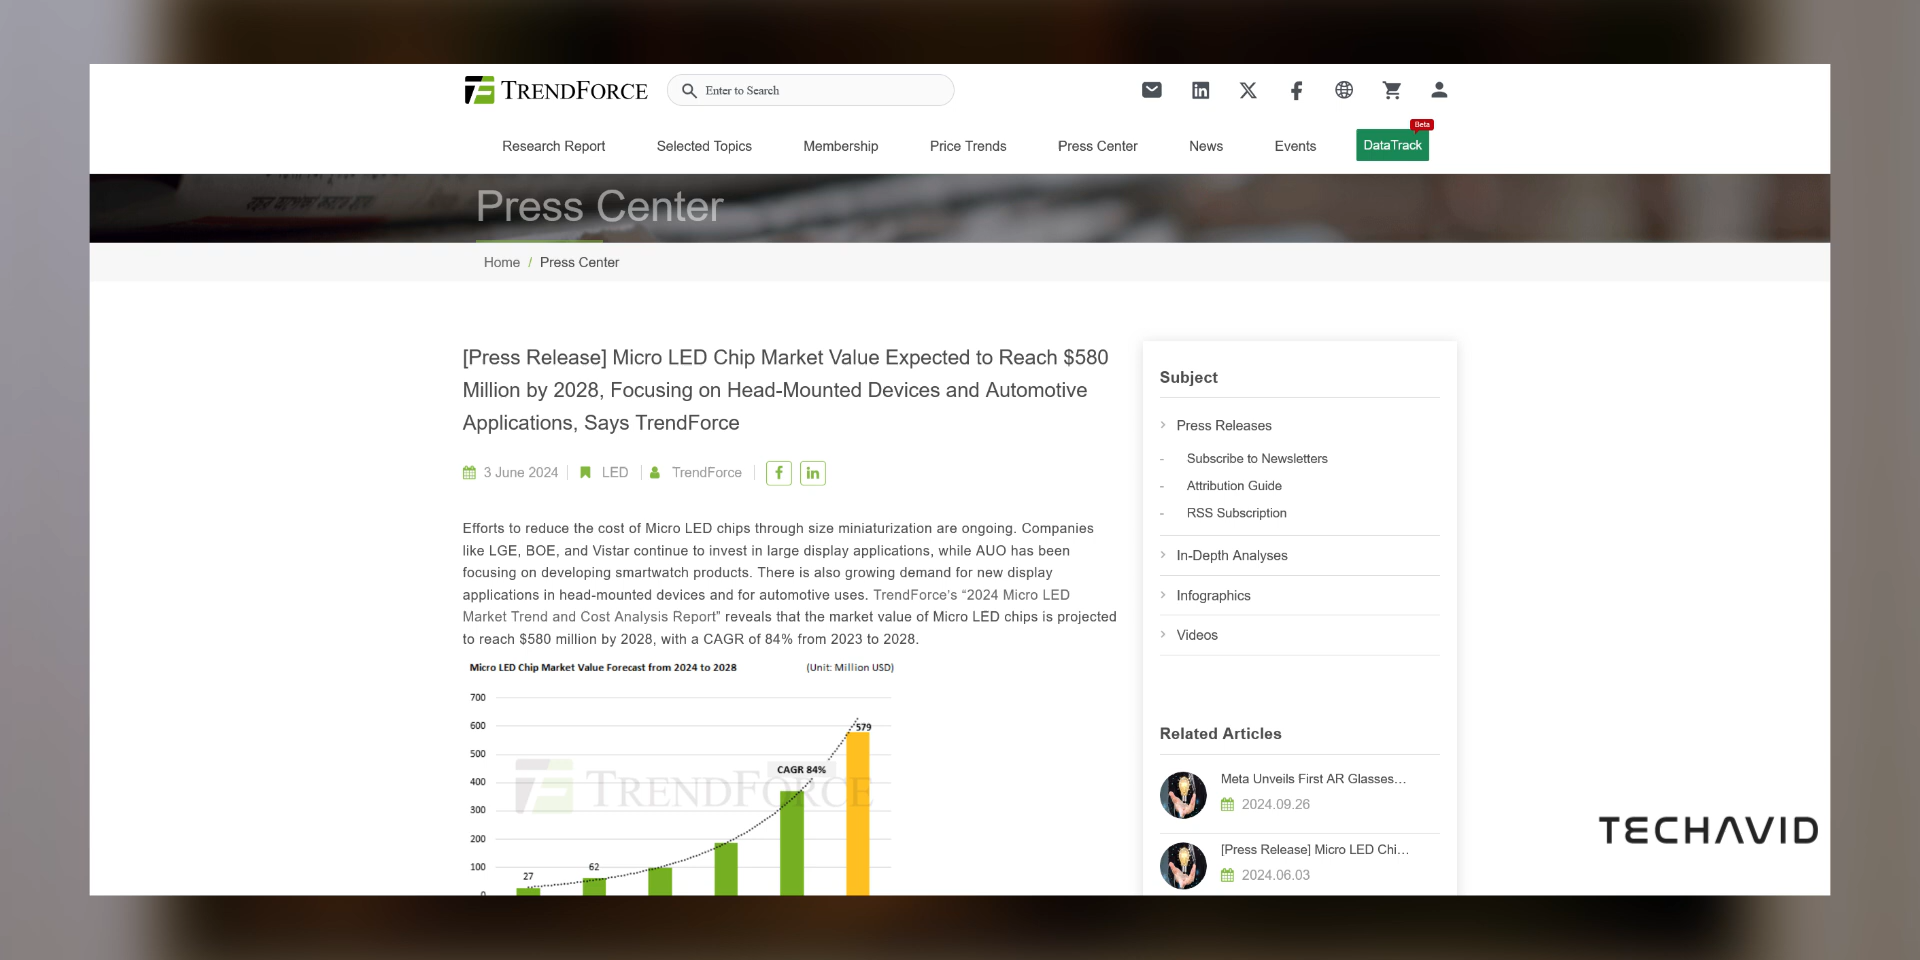 TRENDFORCE
Enter to Search
Beta
Research Report
Selected Topics
Membership
Price Trends
Press Center
News
Events
DataTrack
Press Center
Home / Press Center
[Press Release] Micro LED Chip Market Value Expected to Reach $580
Million by 2028, Focusing on Head-Mounted Devices and Automotive
Applications, Says TrendForce
3 June 2024
LED
TrendForce
Efforts to reduce the cost of Micro LED chips through size miniaturization are ongoing. Companies
like LGE, BOE, and Vistar continue to invest in large display applications, while AUO has been
focusing on developing smartwatch products. There is also growing demand for new display
applications in head-mounted devices and for automotive uses. TrendForce's “2024 Micro LED
Market Trend and Cost Analysis Report” reveals that the market value of Micro LED chips is projected
to reach $580 million by 2028, with a CAGR of 84% from 2023 to 2028.
Micro LED Chip Market Value Forecast from 2024 to 2028
(Unit: Million USD)
700
600
500
400
300
200
100
0
27
62
CAGR 84%
579
TRENDFORCE
Subject
Press Releases
- Subscribe to Newsletters
- Attribution Guide
- RSS Subscription
In-Depth Analyses
Infographics
Videos
Related Articles
Meta Unveils First AR Glasses...
2024.09.26
[Press Release] Micro LED Chi...
2024.06.03
TECHAVID